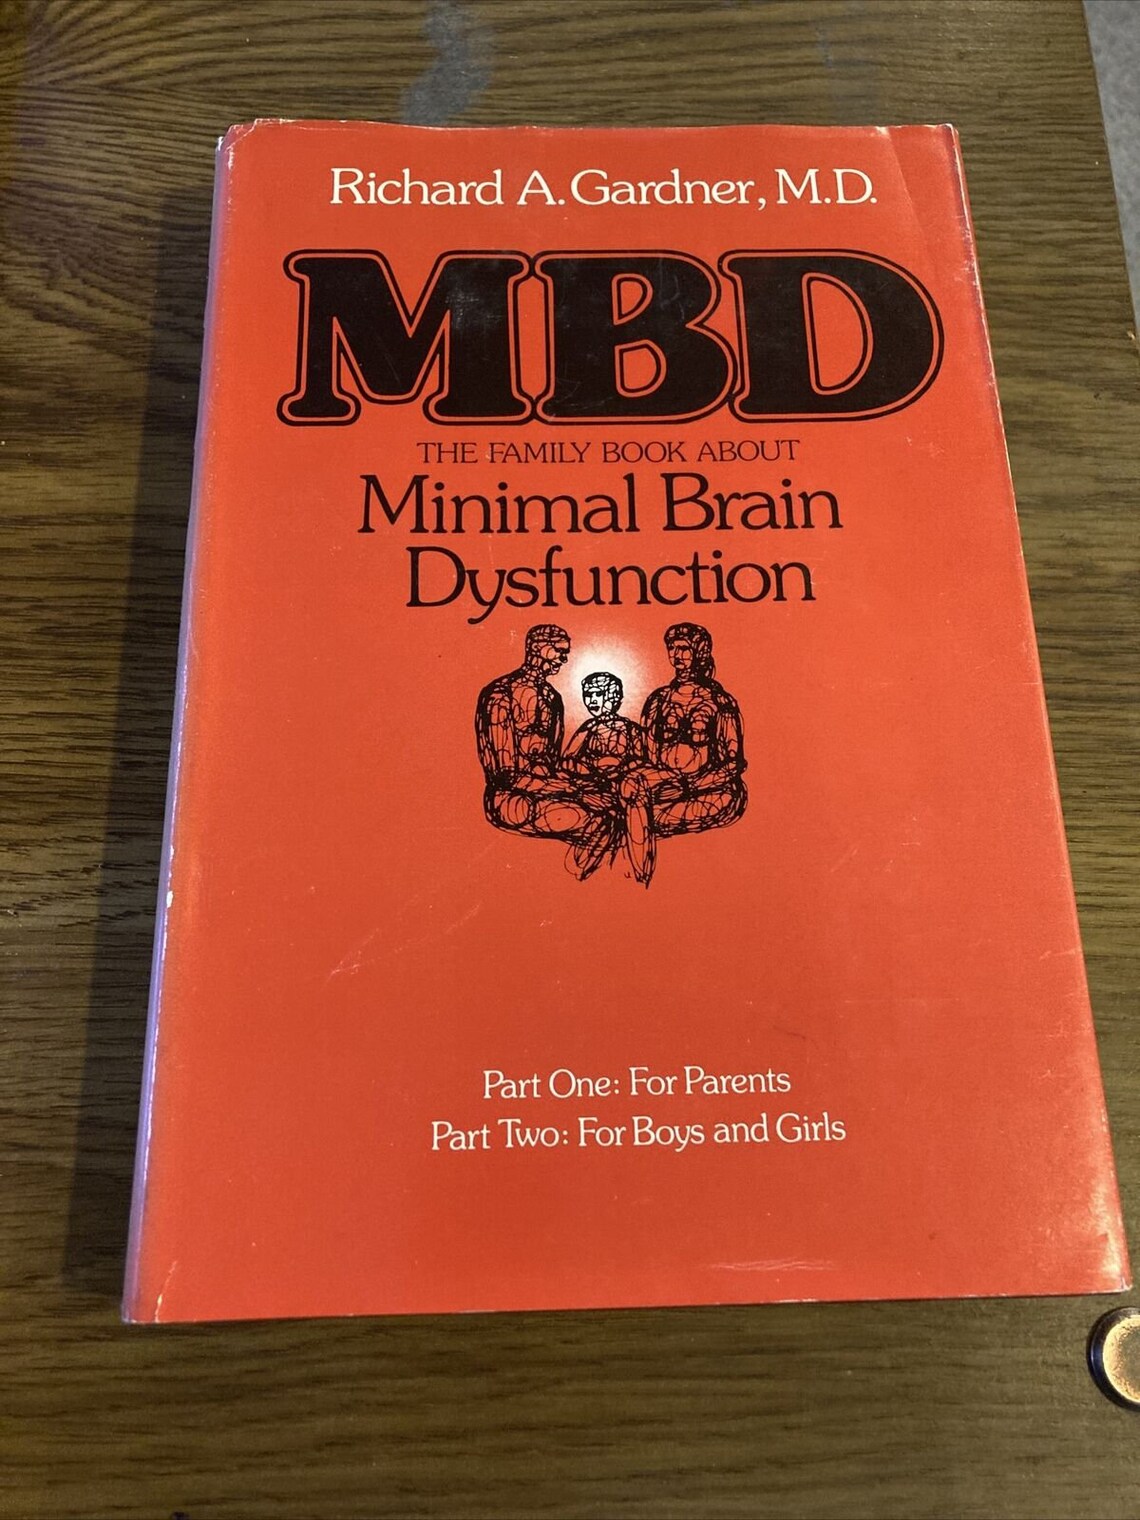 Richard A. Gardner, M.D.
MBD
THE FAMILY BOOK ABOUT
Minimal Brain
Dysfunction
Part One: For Parents
Part Two: For Boys and Girls